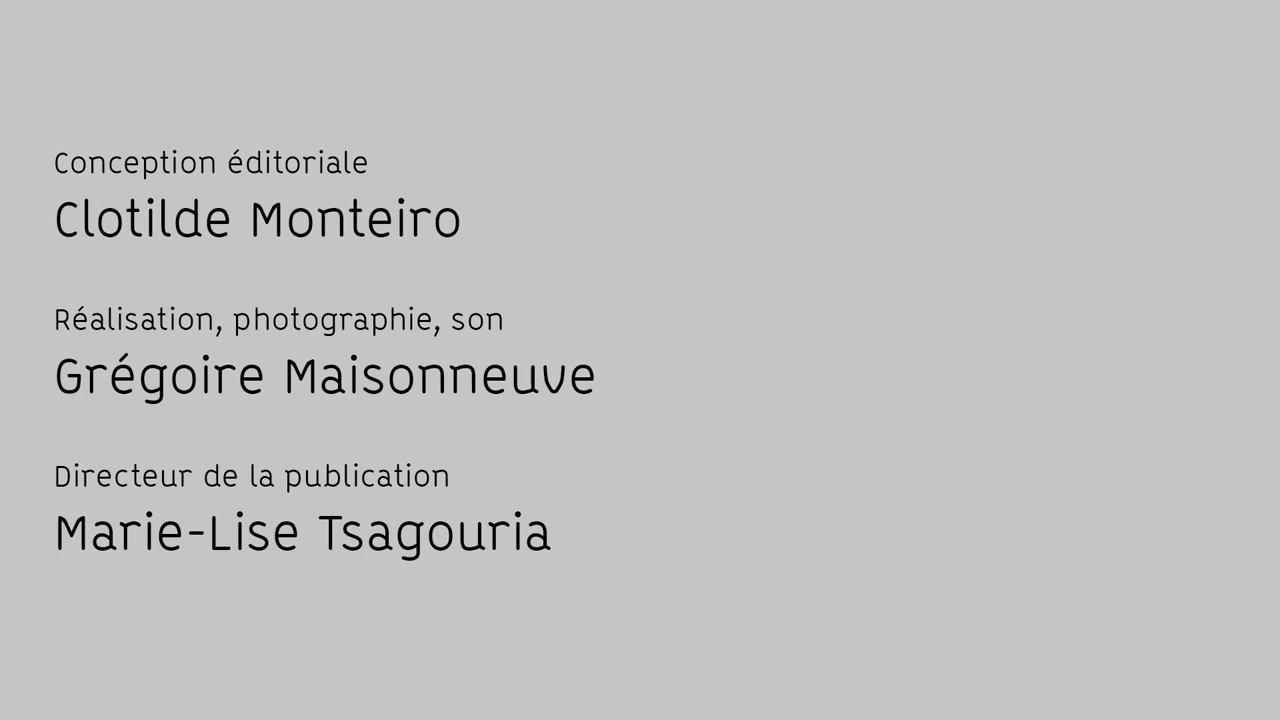 Conception éditoriale
Clotilde Monteiro
Réalisation, photographie, son
Grégoire Maisonneuve
Directeur de la publication
Marie-Lise Tsagouria